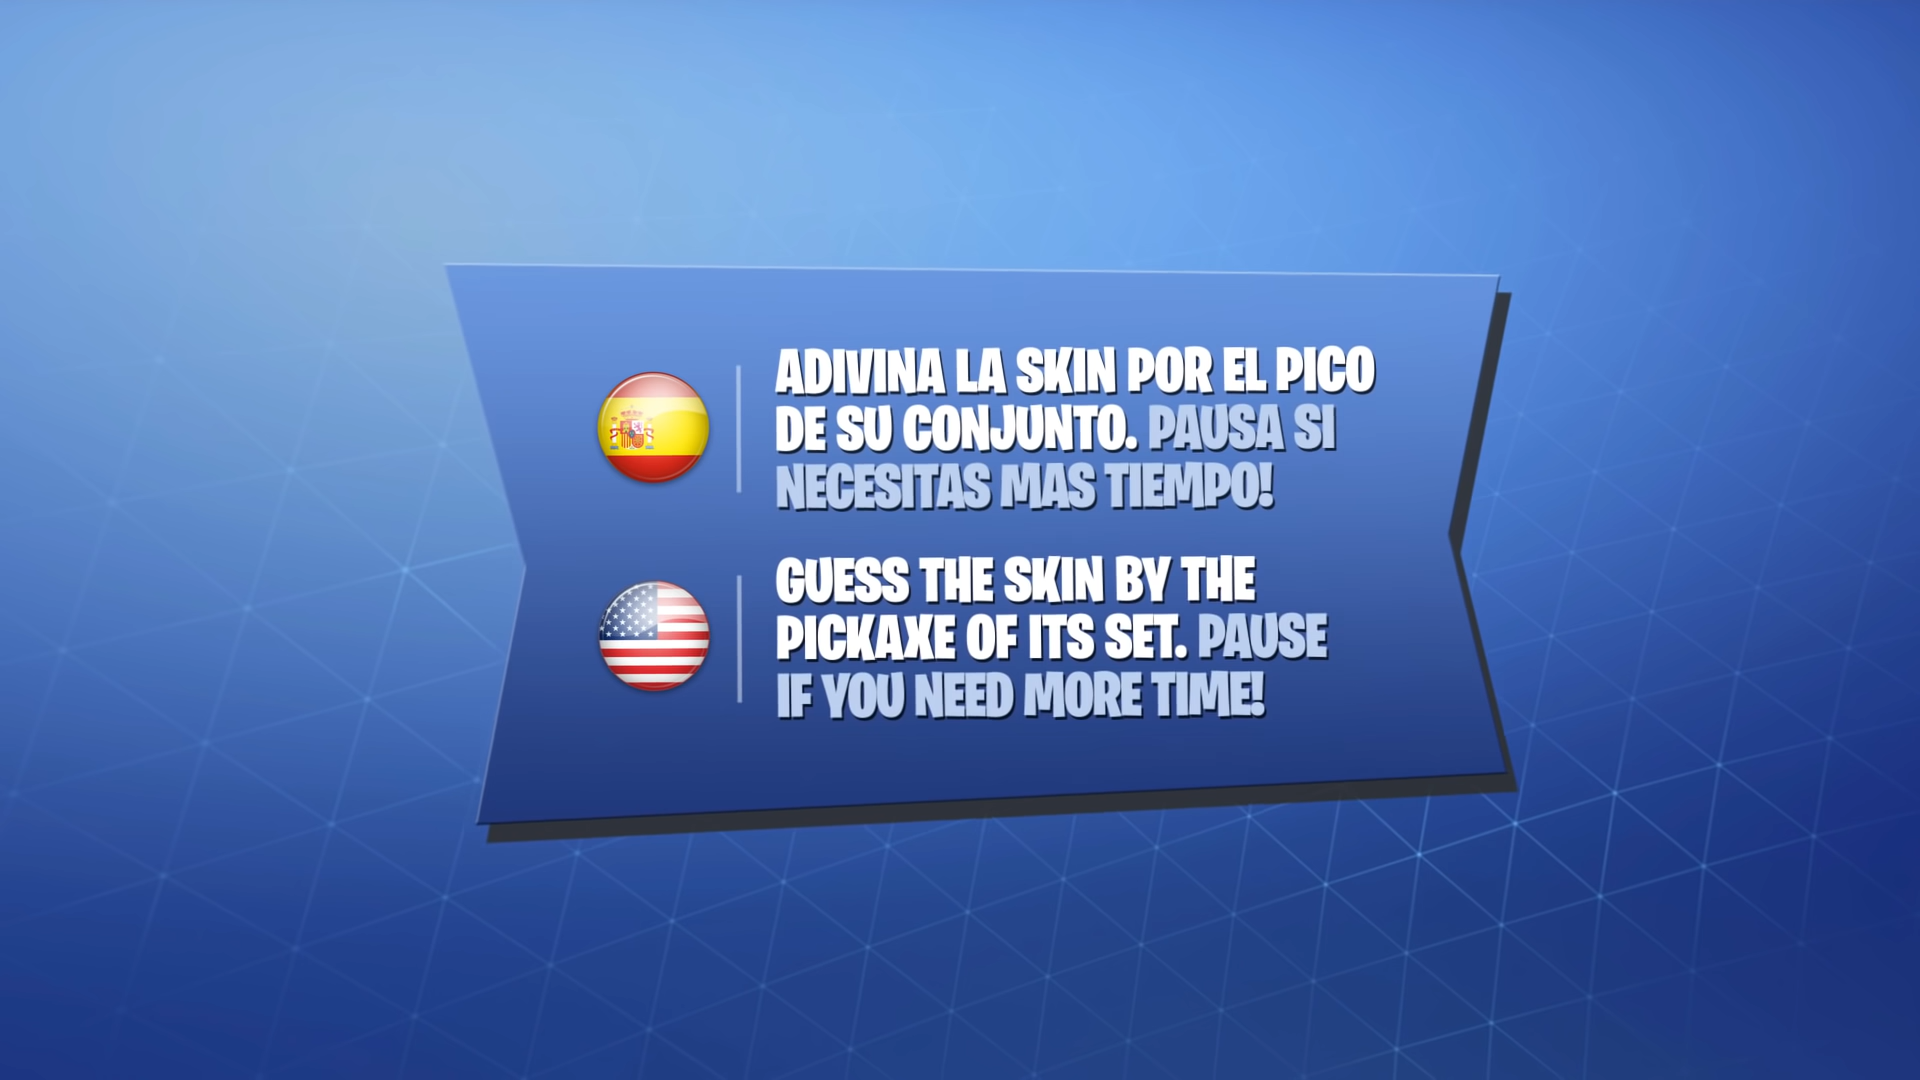 ADIVINA LA SKIN POR EL PICO
DE SU CONJUNTO. PAUSA SI
NECESITAS MAS TIEMPO!
GUESS THE SKIN BY THE
PICKAXE OF ITS SET. PAUSE
IF YOU NEED MORE TIME!